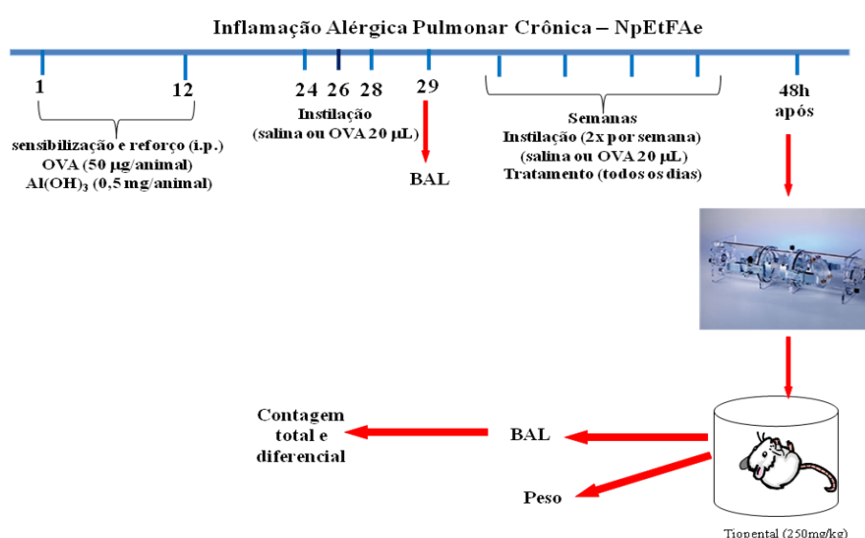 Inflamação Alérgica Pulmonar Crônica – NpEtFAe
1
12
24
26
28
29
48h
após
sensibilização e reforço (i.p.)
OVA (50 µg/animal)
Al(OH)₃ (0,5 mg/animal)
Instilação
(salina ou OVA 20 µL)
BAL
Semanas
Instilação (2x por semana)
(salina ou OVA 20 µL)
Tratamento (todos os dias)
Contagem
total e
diferencial
BAL
Peso
Tiopental (250mg/kg)